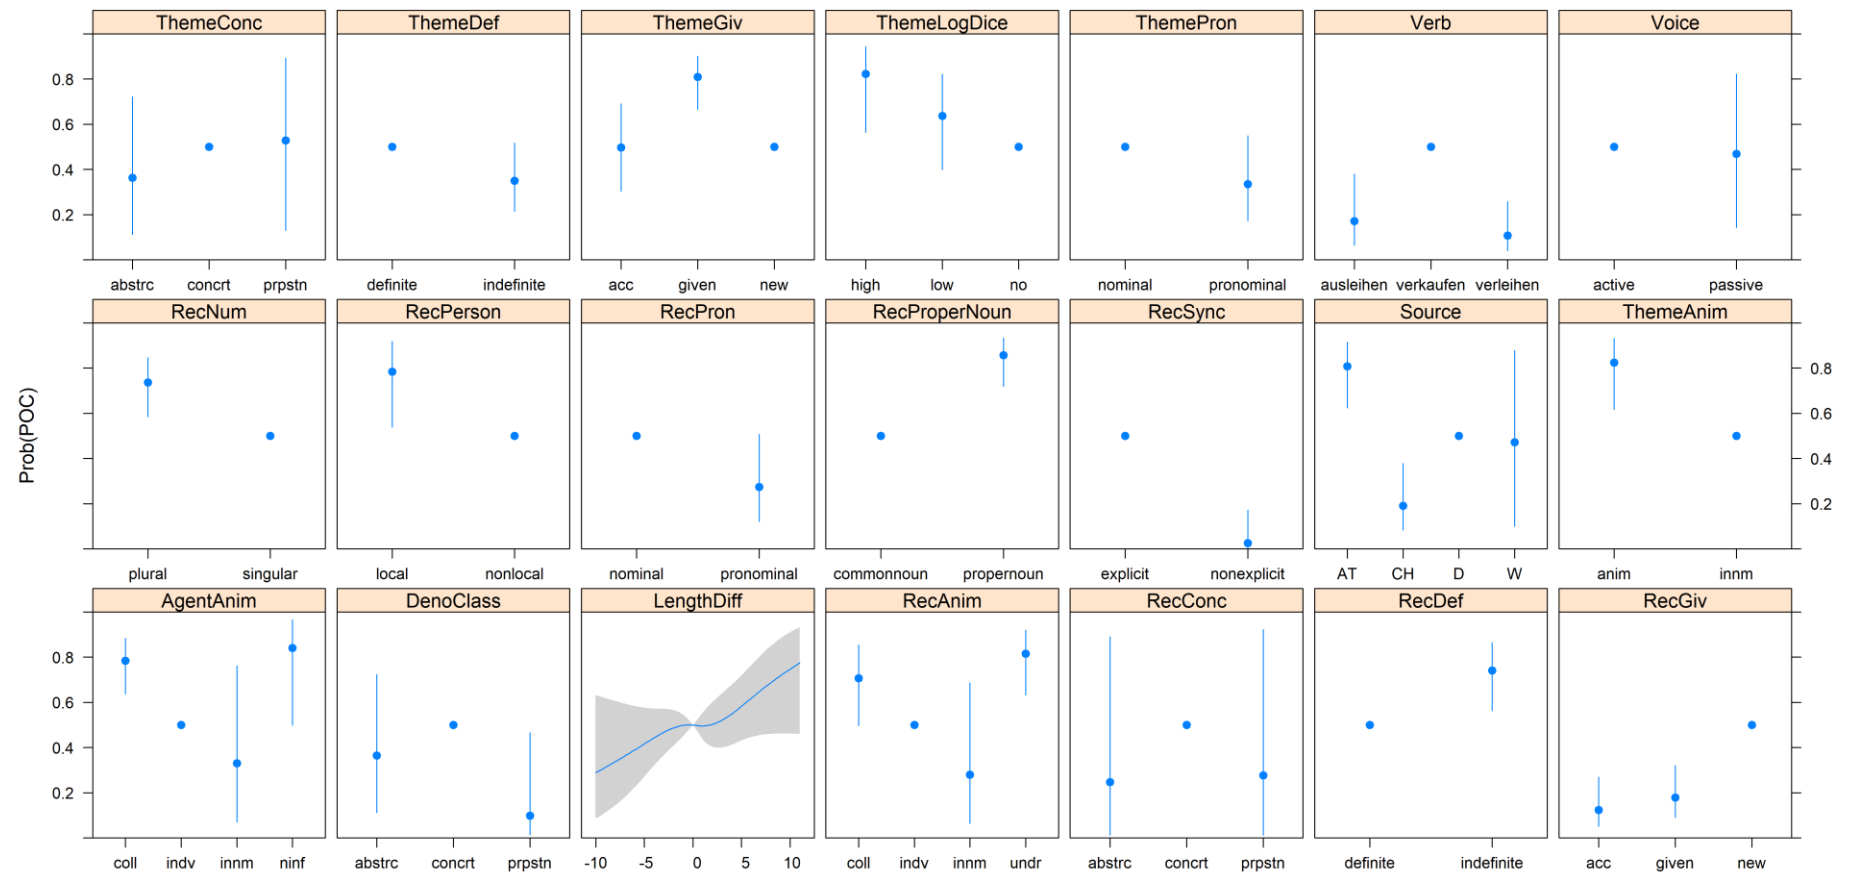 ThemeConc ThemeDef ThemeGiv ThemeLogDice ThemePron Verb Voice
0.8
0.6
0.4
0.2
abstrc concrt prpstn definite indefinite acc given new high low no nominal pronominal ausleihen verkaufen verleihen active passive
RecNum RecPerson RecPron RecProperNoun RecSync Source ThemeAnim
Prob(POC)
0.8
0.6
0.4
0.2
plural singular local nonlocal nominal pronominal commonnoun propernoun explicit nonexplicit AT CH D W anim innm
AgentAnim DenoClass LengthDiff RecAnim RecConc RecDef RecGiv
0.8
0.6
0.4
0.2
coll indv innm ninf abstrc concrt prpstn -10 -5 0 5 10 coll indv innm undr abstrc concrt prpstn definite indefinite acc given new